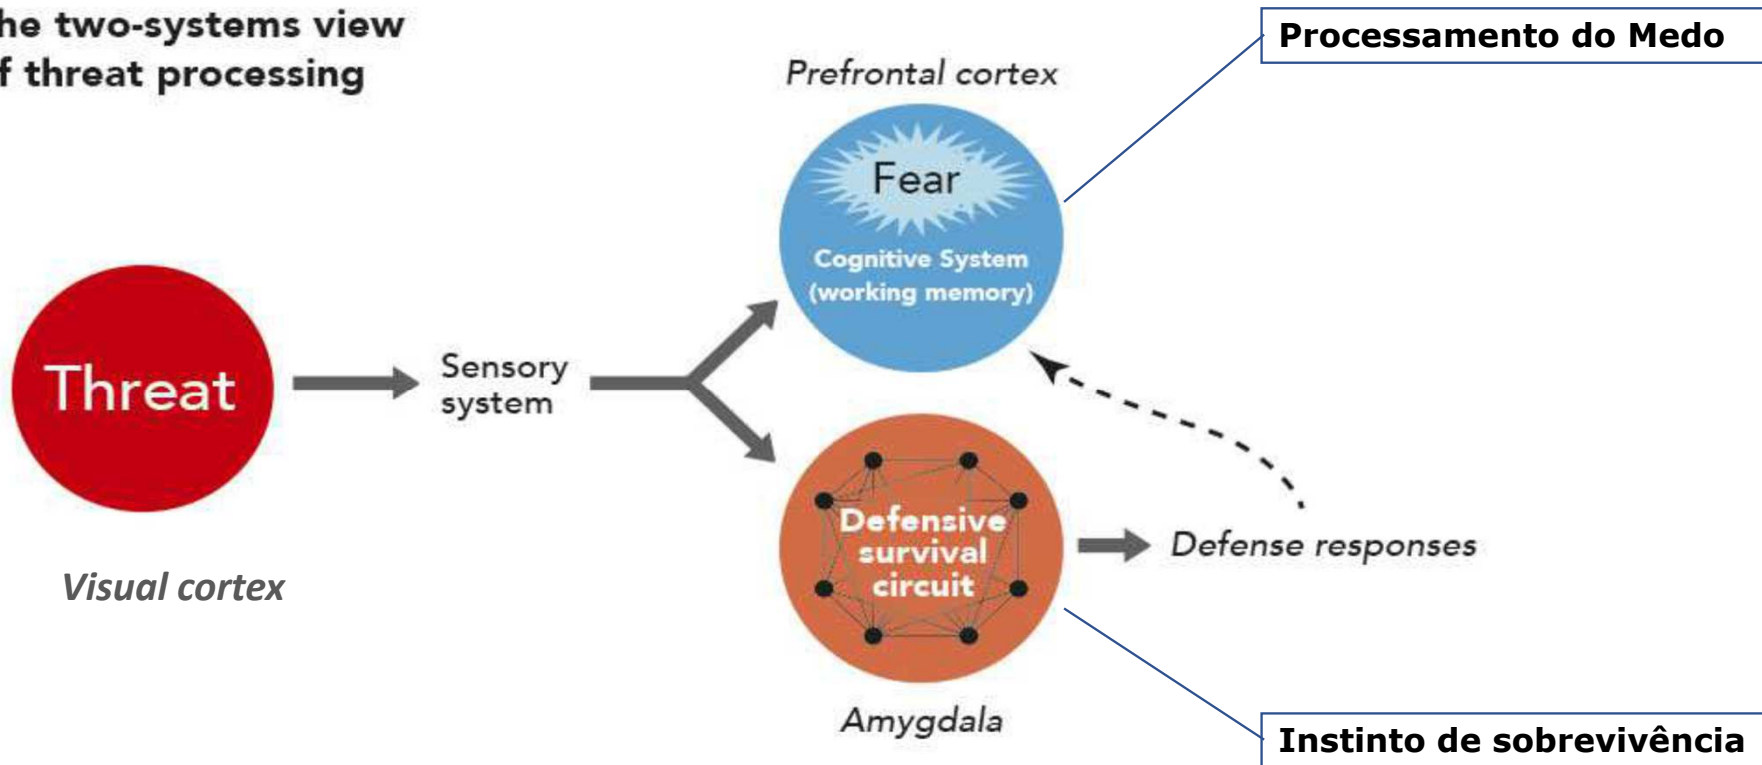 he two-systems view
f threat processing
Processamento do Medo
Prefrontal cortex
Fear
Cognitive System
(working memory)
Threat
Sensory
system
Defensive
survival
circuit
Defense responses
Visual cortex
Amygdala
Instinto de sobrevivência